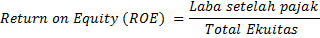 Return on Equity (ROE) = Laba setelah pajak / Total Ekuitas